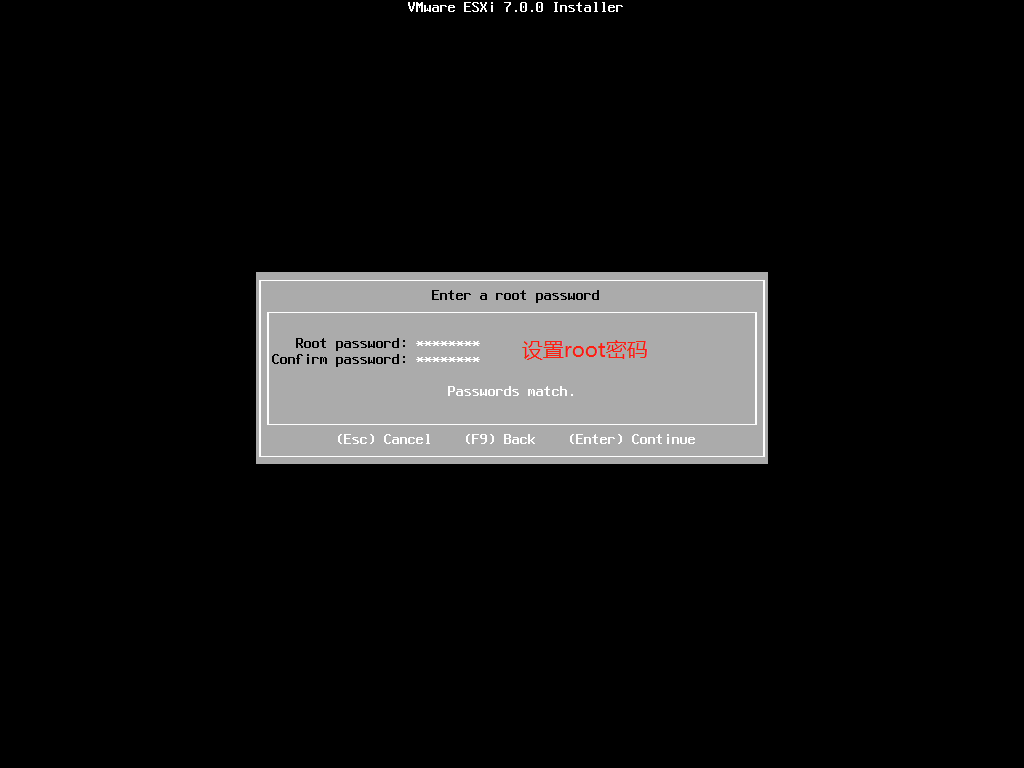 VMware ESXi 7.0.0 Installer
Enter a root password
Root password: ********
设置root密码
Confirm password: ********
Passwords match.
(Esc) Cancel (F9) Back (Enter) Continue